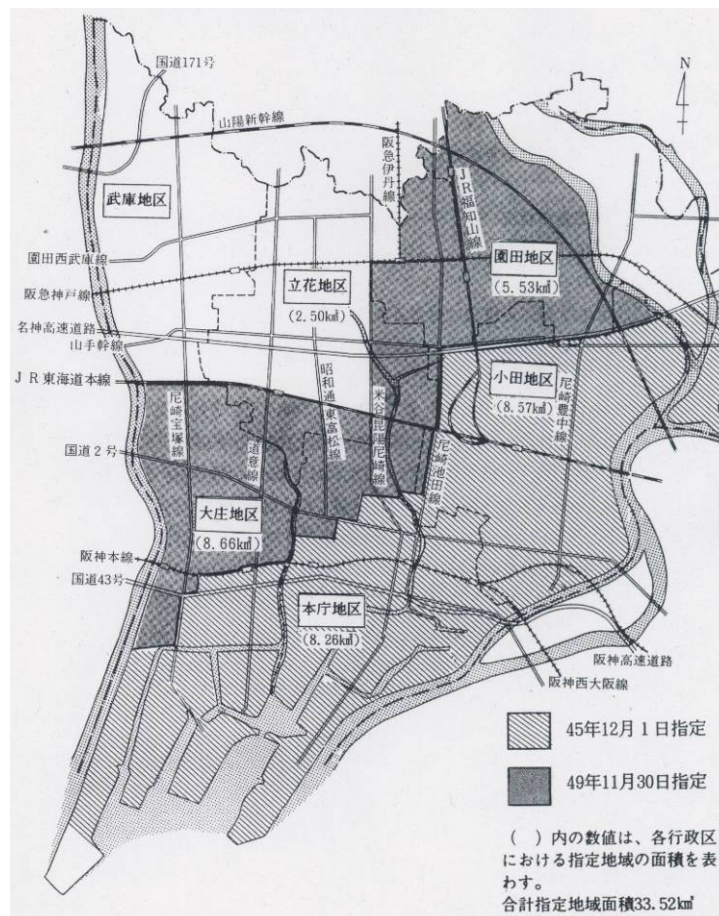 国道171号
N
山陽新幹線
阪急伊丹線
JR福知山線
武庫地区
園田西武庫線
園田地区
(5.53㎢)
立花地区
(2.50㎢)
阪急神戸線
名神高速道路
山手幹線
小田地区
(8.57㎢)
JR東海道本線
尼崎宝塚線
道意線
昭和通東富松線
米谷昆陽尼崎線
尼崎池田線
尼崎豊中線
国道2号
大庄地区
(8.66㎢)
阪神本線
国道43号
本庁地区
(8.26㎢)
阪神高速道路
阪神西大阪線
45年12月1日指定
49年11月30日指定
( )内の数値は、各行政区
における指定地域の面積を表
わす。
合計指定地域面積33.52㎢